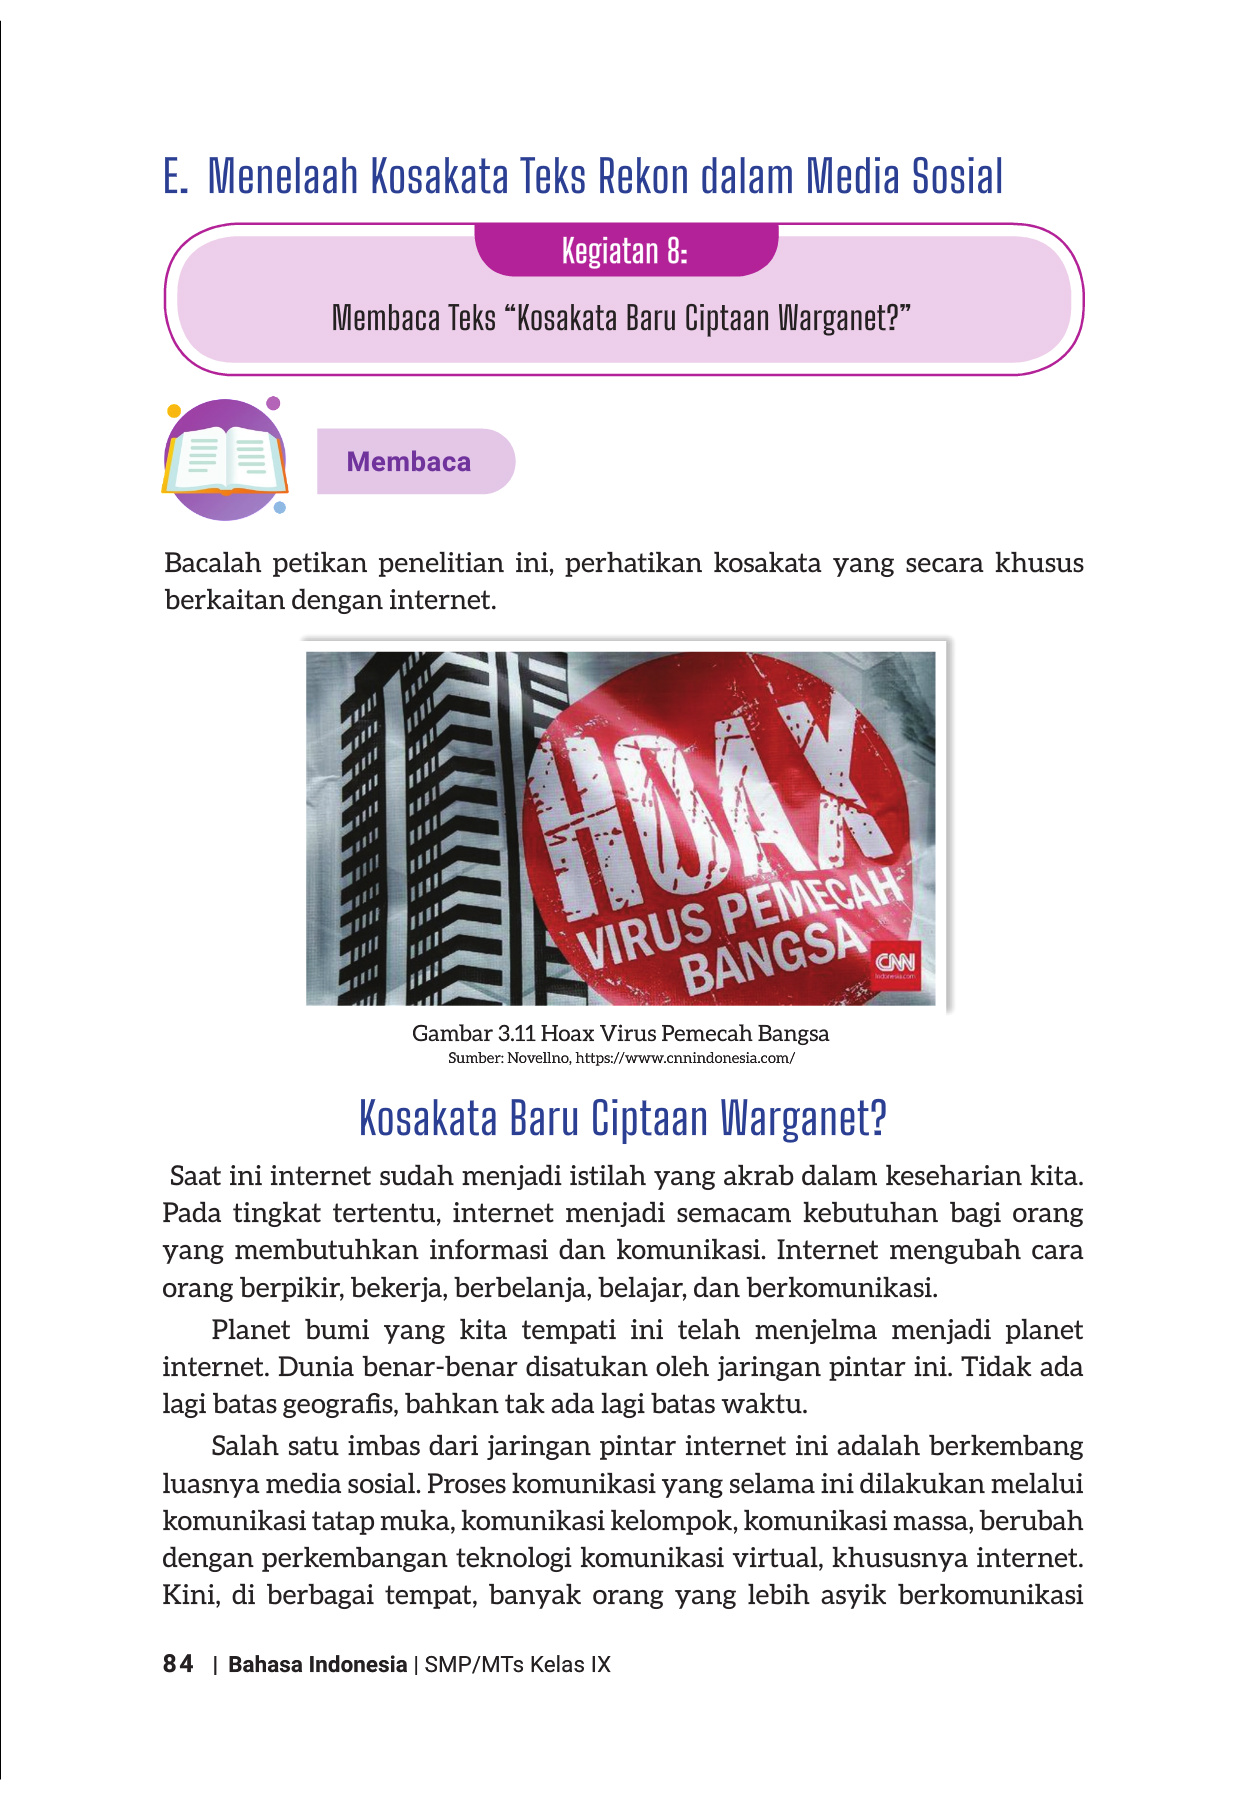 E. Menelaah Kosakata Teks Rekon dalam Media Sosial
Kegiatan 8:
Membaca Teks “Kosakata Baru Ciptaan Warganet?”
Membaca
Bacalah petikan penelitian ini, perhatikan kosakata yang secara khusus
berkaitan dengan internet.
HOAX
VIRUS PEMECAH
BANGSA
CNN
Indonesia.com
Gambar 3.11 Hoax Virus Pemecah Bangsa
Sumber: Novellno, https://www.cnnindonesia.com/
Kosakata Baru Ciptaan Warganet?
Saat ini internet sudah menjadi istilah yang akrab dalam keseharian kita.
Pada tingkat tertentu, internet menjadi semacam kebutuhan bagi orang
yang membutuhkan informasi dan komunikasi. Internet mengubah cara
orang berpikir, bekerja, berbelanja, belajar, dan berkomunikasi.
Planet bumi yang kita tempati ini telah menjelma menjadi planet
internet. Dunia benar-benar disatukan oleh jaringan pintar ini. Tidak ada
lagi batas geografis, bahkan tak ada lagi batas waktu.
Salah satu imbas dari jaringan pintar internet ini adalah berkembang
luasnya media sosial. Proses komunikasi yang selama ini dilakukan melalui
komunikasi tatap muka, komunikasi kelompok, komunikasi massa, berubah
dengan perkembangan teknologi komunikasi virtual, khususnya internet.
Kini, di berbagai tempat, banyak orang yang lebih asyik berkomunikasi
84 | Bahasa Indonesia | SMP/MTs Kelas IX